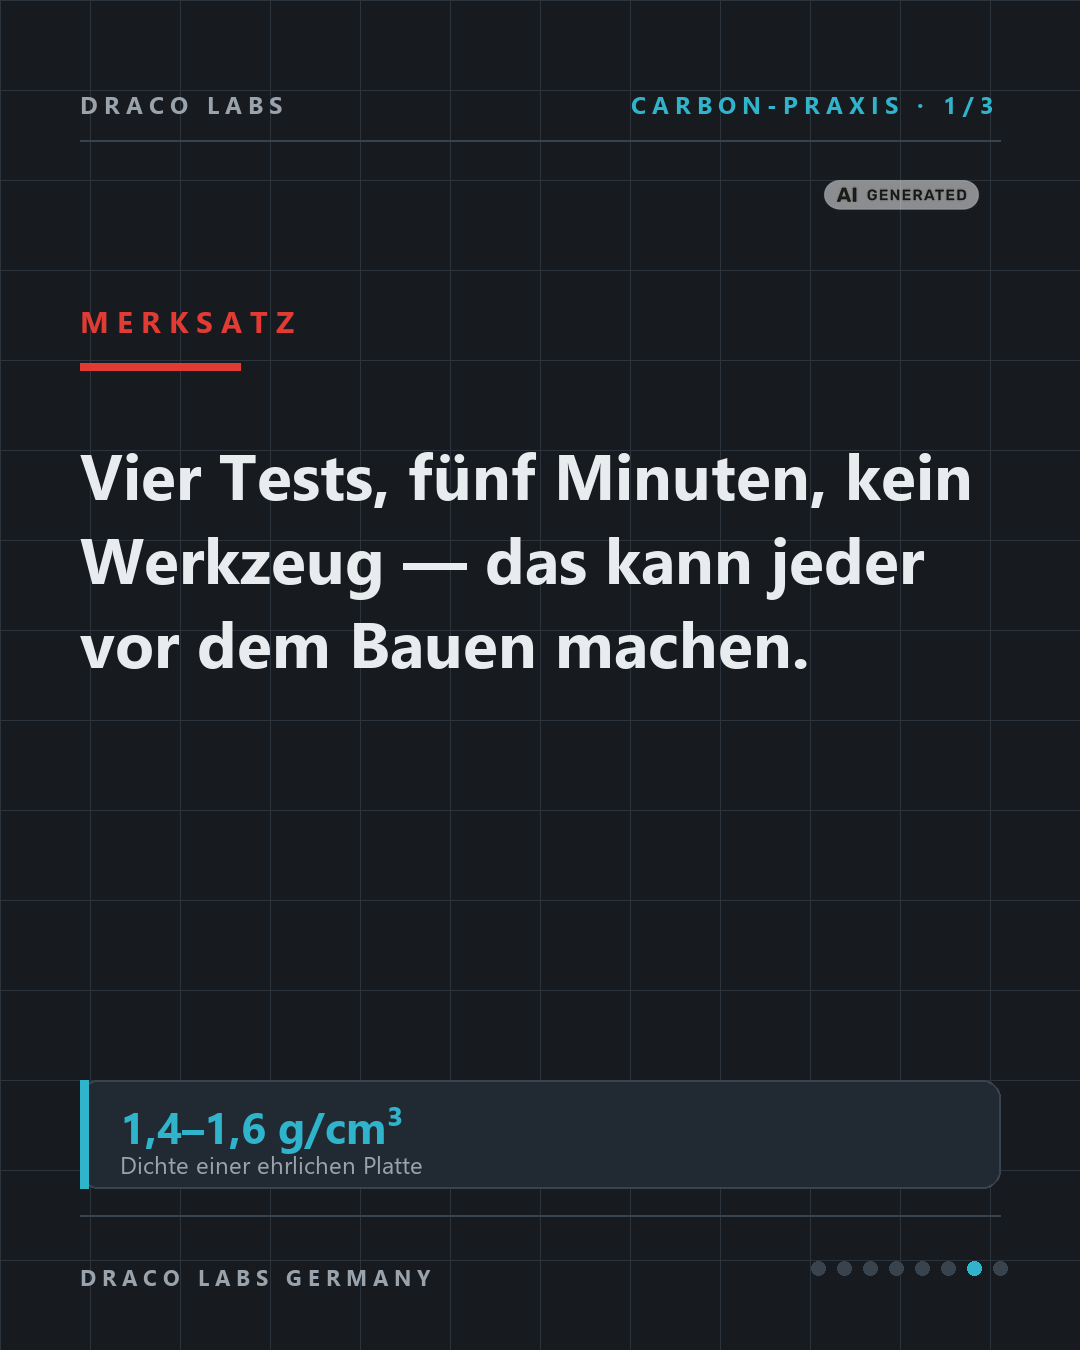 DRACO LABS
CARBON-PRAXIS · 1/3
AI GENERATED
MERKSATZ
Vier Tests, fünf Minuten, kein
Werkzeug — das kann jeder
vor dem Bauen machen.
1,4–1,6 g/cm³
Dichte einer ehrlichen Platte
DRACO LABS GERMANY